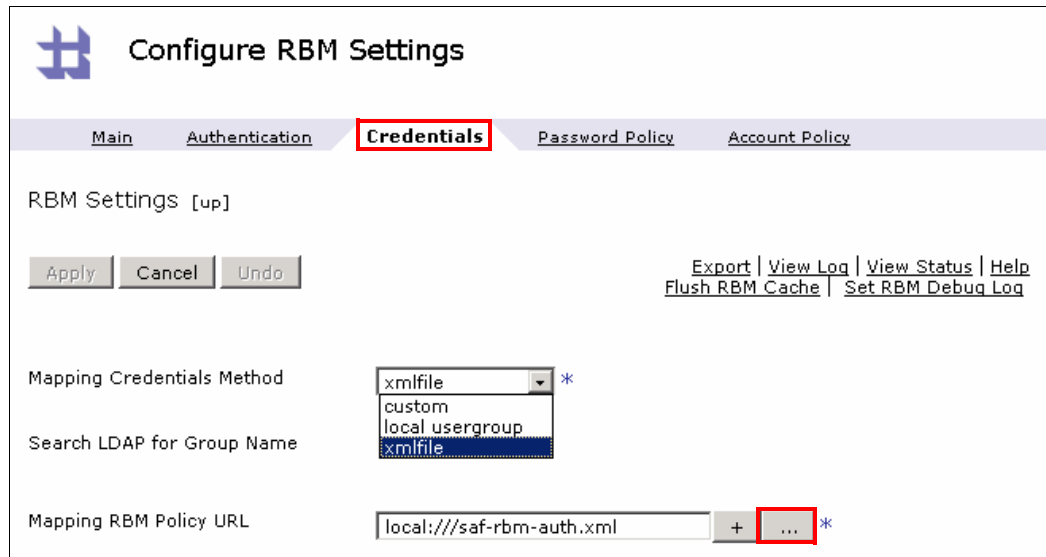 Configure RBM Settings
Main Authentication Credentials Password Policy Account Policy
RBM Settings [up]
Apply Cancel Undo
Export | View Log | View Status | Help
Flush RBM Cache | Set RBM Debug Log
Mapping Credentials Method xmlfile *
custom
local usergroup
Search LDAP for Group Name xmlfile
Mapping RBM Policy URL local:///saf-rbm-auth.xml + ... *